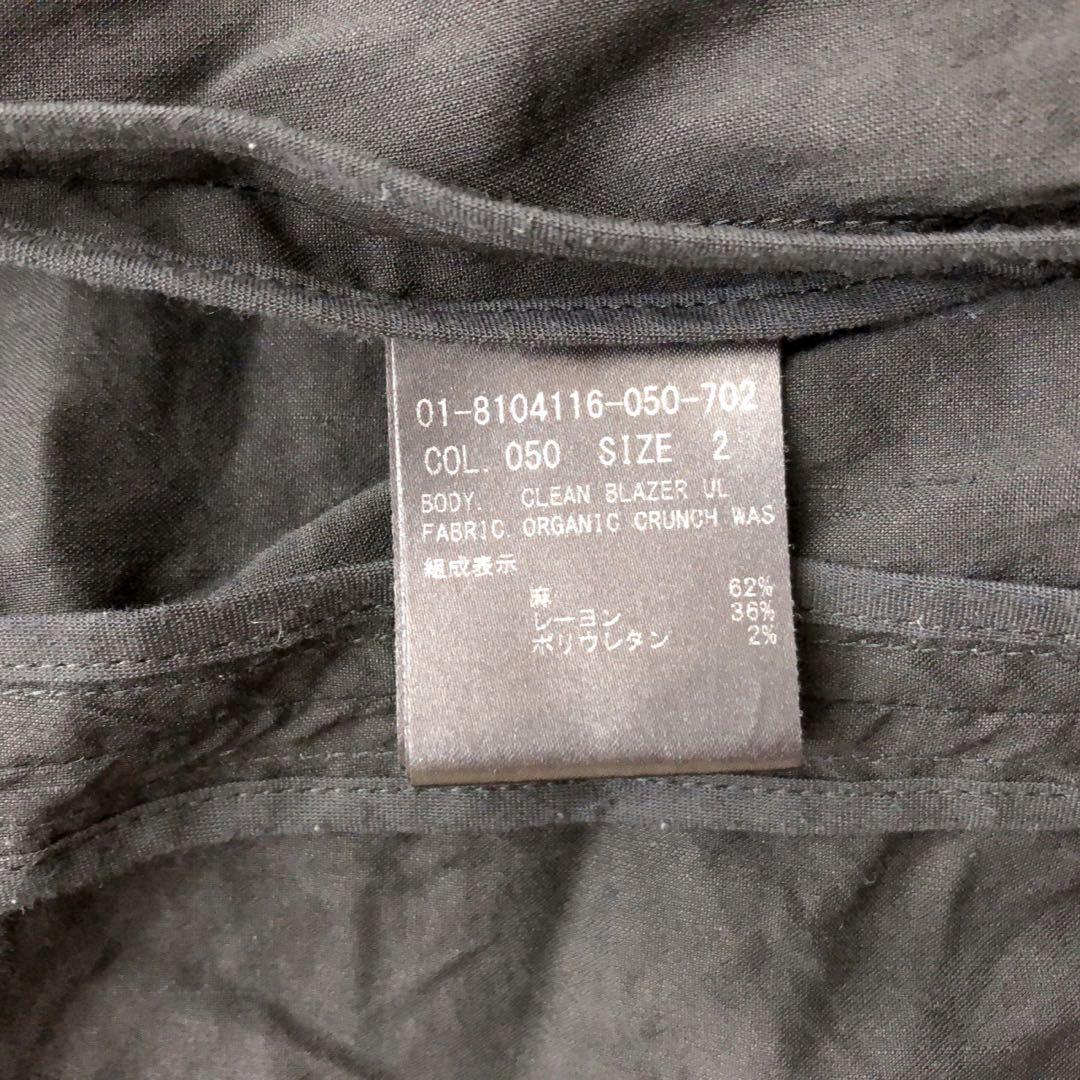 01-8104116-050-702
COL. 050 SIZE 2
BODY. CLEAN BLAZER UL
FABRIC. ORGANIC CRUNCH WAS
組成表示
麻 62%
レーヨン 36%
ポリウレタン 2%